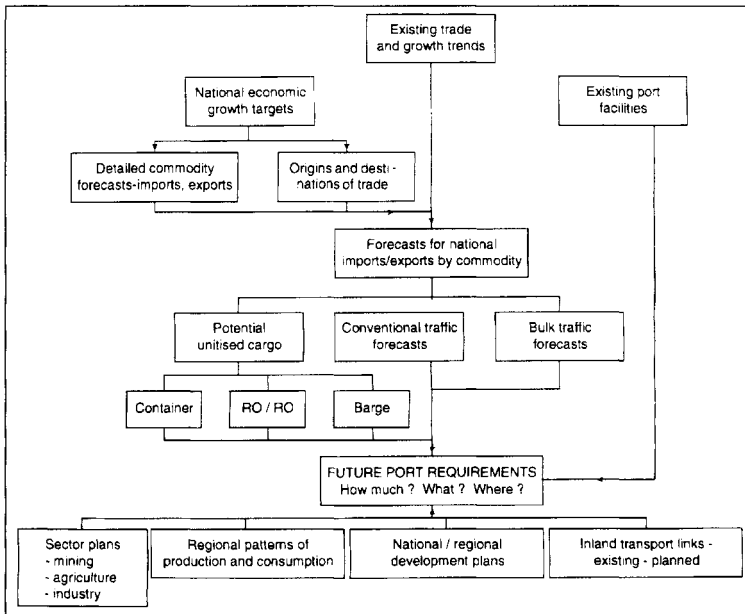 Existing trade
and growth trends
National economic
growth targets
Existing port
facilities
Detailed commodity
forecasts-imports, exports
Origins and desti-
nations of trade
Forecasts for national
imports/exports by commodity
Potential
unitised cargo
Conventional traffic
forecasts
Bulk traffic
forecasts
Container
RO / RO
Barge
FUTURE PORT REQUIREMENTS
How much ? What ? Where ?
Sector plans
- mining
- agriculture
- industry
Regional patterns of
production and consumption
National / regional
development plans
Inland transport links -
existing - planned